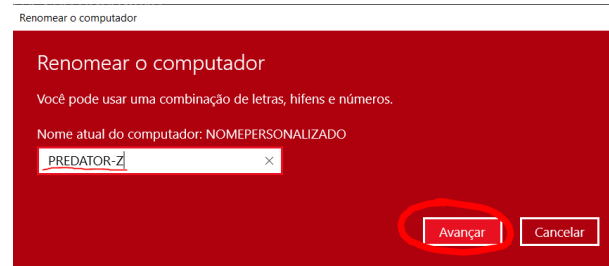 Renomear o computador
Renomear o computador
Você pode usar uma combinação de letras, hifens e números.
Nome atual do computador: NOMEPERSONALIZADO
PREDATOR-Z
Avançar Cancelar